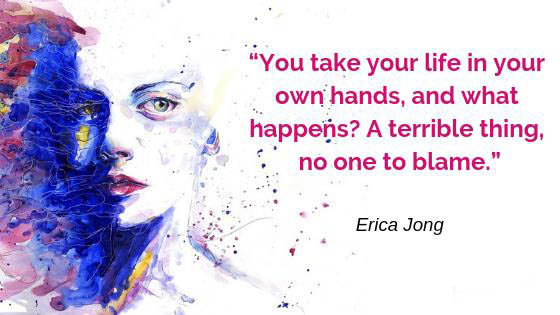 “You take your life in your
own hands, and what
happens? A terrible thing,
no one to blame.”
Erica Jong